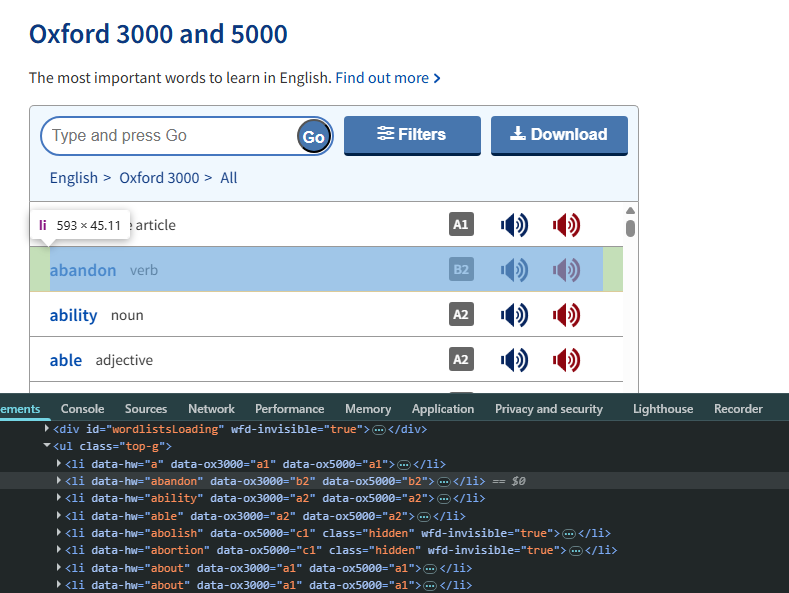 Oxford 3000 and 5000
The most important words to learn in English. Find out more >
Type and press Go Go Filters Download
English > Oxford 3000 > All
li 593 × 45.11 article A1
abandon verb B2
ability noun A2
able adjective A2
ements Console Sources Network Performance Memory Application Privacy and security Lighthouse Recorder
<div id="wordlistsLoading" wfd-invisible="true">…</div>
<ul class="top-g">
<li data-hw="a" data-ox3000="a1" data-ox5000="a1">…</li>
<li data-hw="abandon" data-ox3000="b2" data-ox5000="b2">…</li> == $0
<li data-hw="ability" data-ox3000="a2" data-ox5000="a2">…</li>
<li data-hw="able" data-ox3000="a2" data-ox5000="a2">…</li>
<li data-hw="abolish" data-ox5000="c1" class="hidden" wfd-invisible="true">…</li>
<li data-hw="abortion" data-ox5000="c1" class="hidden" wfd-invisible="true">…</li>
<li data-hw="about" data-ox3000="a1" data-ox5000="a1">…</li>
<li data-hw="about" data-ox3000="a1" data-ox5000="a1">…</li>